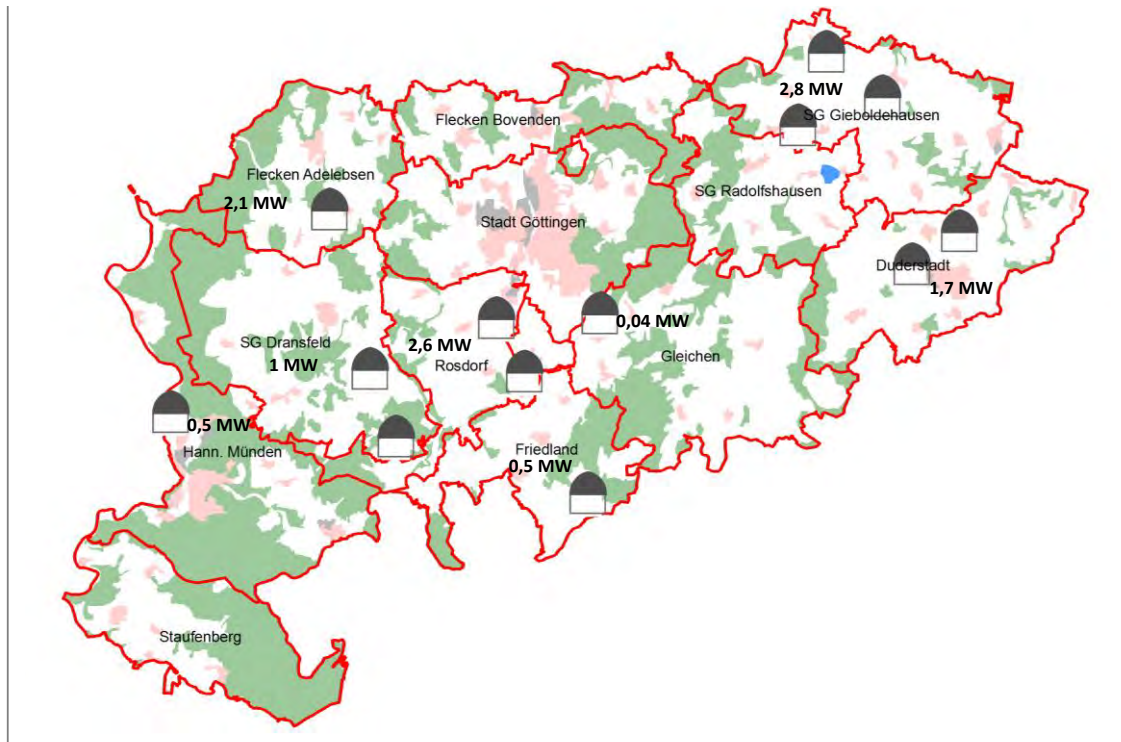 2,8 MW
SG Gieboldehausen
Flecken Bovenden
Flecken Adelebsen
2,1 MW
SG Radolfshausen
Stadt Göttingen
Duderstadt
1,7 MW
0,04 MW
SG Dransfeld
1 MW
2,6 MW
Rosdorf
Gleichen
0,5 MW
Hann. Münden
Friedland
0,5 MW
Staufenberg